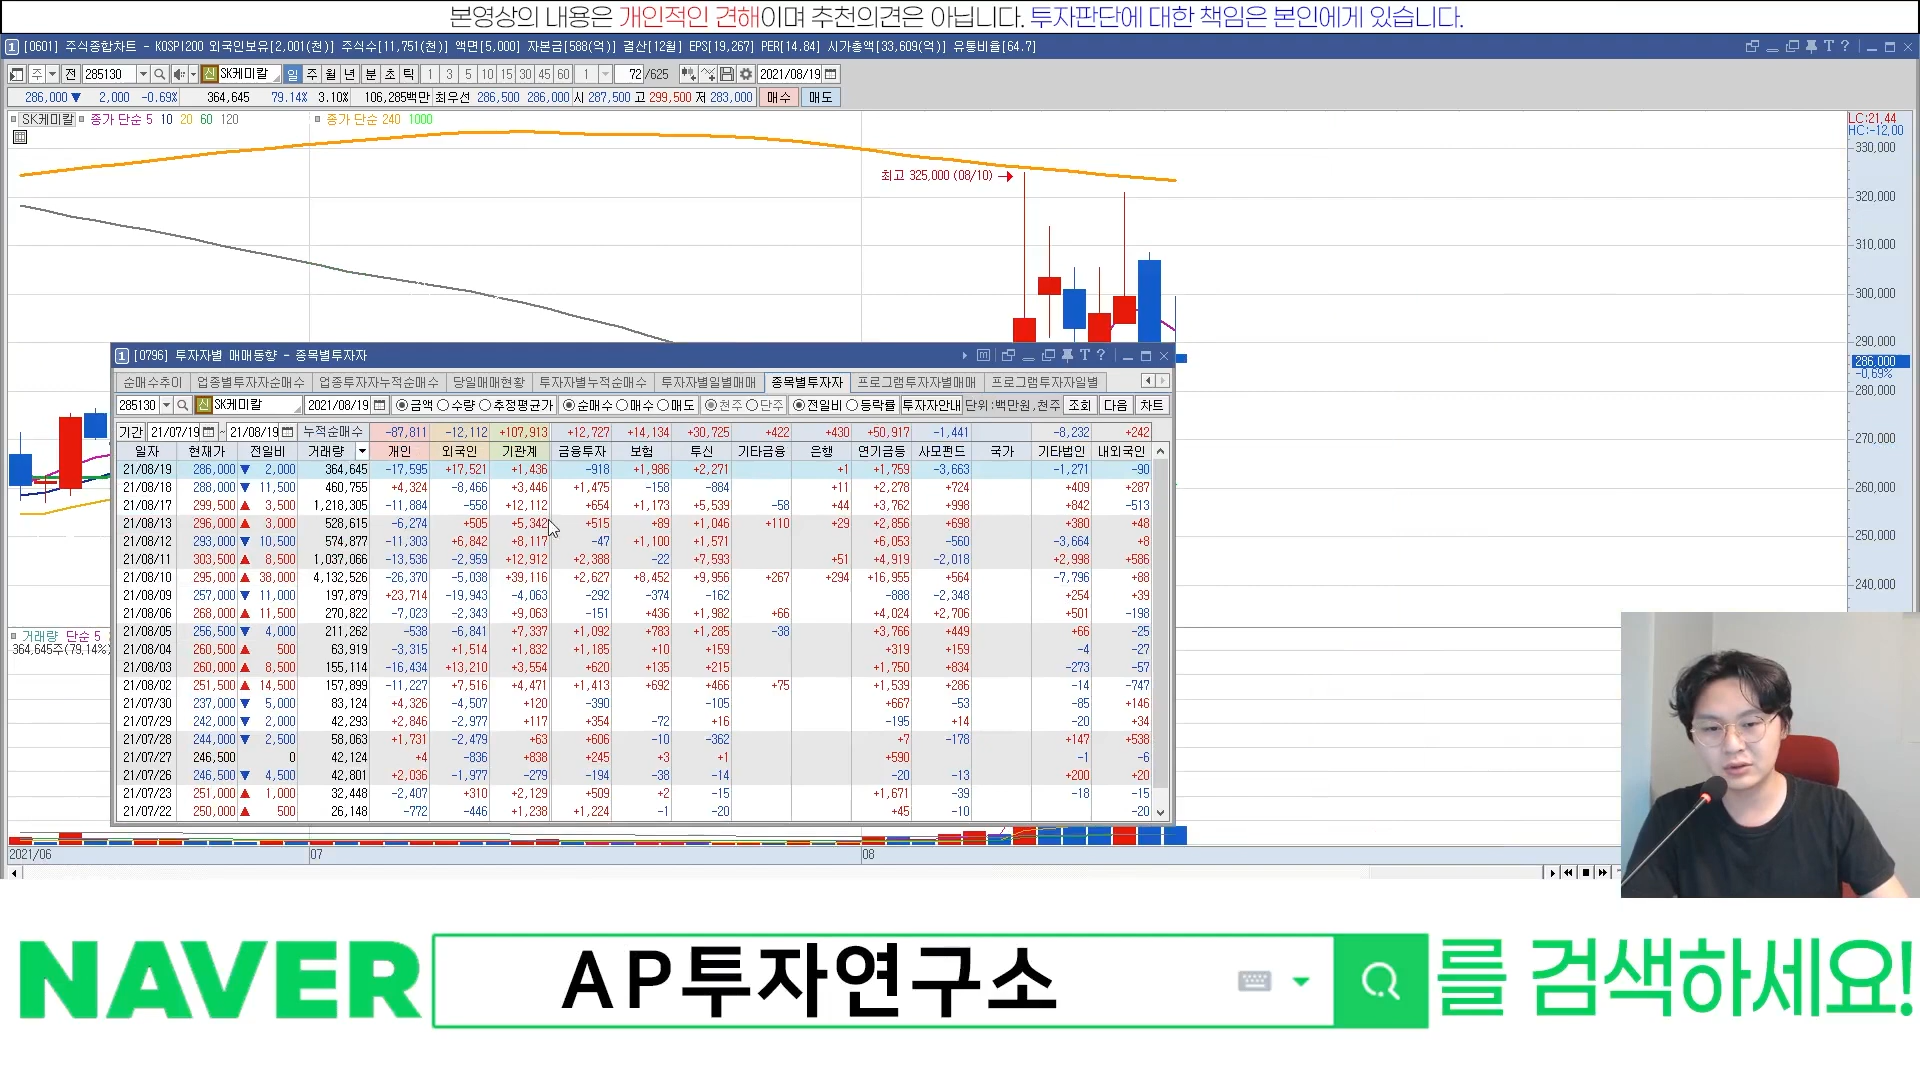 본영상의 내용은 개인적인 견해이며 추천의견은 아닙니다. 투자판단에 대한 책임은 본인에게 있습니다.
1 [0601] 주식종합차트 - KOSPI200 외국인보유[2,001(천)] 주식수[11,751(천)] 액면[5,000] 자본금[588(억)] 결산[12월] EPS[19,267] PER[14.84] 시가총액[33,609(억)] 유통비율[64.7] T ?
주 전 285130 신 SK케미칼 일 주 월 년 분 초 틱 1 3 5 10 15 30 45 60 1 72 /625 2021/08/19
286,000 ▼ 2,000 -0.69% 364,645 79.14% 3.10% 106,285백만 최우선 286,500 286,000 시 287,500 고 299,500 저 283,000 매수 매도
SK케미칼 종가 단순 5 10 20 60 120 종가 단순 240 1000
LC:21.44
HC:-12.00
330,000
최고 325,000 (08/10) →
320,000
310,000
300,000
290,000
286,000
-0.69%
280,000
270,000
260,000
250,000
240,000
1 [0796] 투자자별 매매동향 - 종목별투자자 T ?
순매수추이 업종별투자자순매수 업종투자자누적순매수 당일매매현황 투자자별누적순매수 투자자별일별매매 종목별투자자 프로그램투자자별매매 프로그램투자자일별
285130 신 SK케미칼 2021/08/19 금액 수량 추정평균가 순매수 매수 매도 천주 단주 전일비 등락률 투자자안내 단위:백만원,천주 조회 다음 차트
기간 21/07/19 ~ 21/08/19 누적순매수 -87,811 -12,112 +107,913 +12,727 +14,134 +30,725 +422 +430 +50,917 -1,441 -8,232 +242
일자 현재가 전일비 거래량 개인 외국인 기관계 금융투자 보험 투신 기타금융 은행 연기금등 사모펀드 국가 기타법인 내외국인
21/08/19 286,000 ▼ 2,000 364,645 -17,595 +17,521 +1,436 -918 +1,986 +2,271 +1 +1,759 -3,663 -1,271 -90
21/08/18 288,000 ▼ 11,500 460,755 +4,324 -8,466 +3,446 +1,475 -158 -884 +11 +2,278 +724 +409 +287
21/08/17 299,500 ▲ 3,500 1,218,305 -11,884 -558 +12,112 +654 +1,173 +5,539 -58 +44 +3,762 +998 +842 -513
21/08/13 296,000 ▲ 3,000 528,615 -6,274 +505 +5,342 +515 +89 +1,046 +110 +29 +2,856 +698 +380 +48
21/08/12 293,000 ▼ 10,500 574,877 -11,303 +6,842 +8,117 -47 +1,100 +1,571 +6,053 -560 -3,664 +8
21/08/11 303,500 ▲ 8,500 1,037,066 -13,536 -2,959 +12,912 +2,388 -22 +7,593 +51 +4,919 -2,018 +2,998 +586
21/08/10 295,000 ▲ 38,000 4,132,526 -26,370 -5,038 +39,116 +2,627 +8,452 +9,956 +267 +294 +16,955 +564 -7,796 +88
21/08/09 257,000 ▼ 11,000 197,879 +23,714 -19,943 -4,063 -292 -374 -162 -888 -2,348 +254 +39
21/08/06 268,000 ▲ 11,500 270,822 -7,023 -2,343 +9,063 -151 +436 +1,982 +66 +4,024 +2,706 +501 -198
21/08/05 256,500 ▼ 4,000 211,262 -538 -6,841 +7,337 +1,092 +783 +1,285 -38 +3,766 +449 +66 -25
21/08/04 260,500 ▲ 500 63,919 -3,315 +1,514 +1,832 +1,185 +10 +159 +319 +159 -4 -27
21/08/03 260,000 ▲ 8,500 155,114 -16,434 +13,210 +3,554 +620 +135 +215 +1,750 +834 -273 -57
21/08/02 251,500 ▲ 14,500 157,899 -11,227 +7,516 +4,471 +1,413 +692 +466 +75 +1,539 +286 -14 -747
21/07/30 237,000 ▼ 5,000 83,124 +4,326 -4,507 +120 -390 -105 +667 -53 -85 +146
21/07/29 242,000 ▼ 2,000 42,293 +2,846 -2,977 +117 +354 -72 +16 -195 +14 -20 +34
21/07/28 244,000 ▼ 2,500 58,063 +1,731 -2,479 +63 +606 -10 -362 +7 -178 +147 +538
21/07/27 246,500 0 42,124 +4 -836 +838 +245 +3 +1 +590 -1 -6
21/07/26 246,500 ▼ 4,500 42,801 +2,036 -1,977 -279 -194 -38 -14 -20 -13 +200 +20
21/07/23 251,000 ▲ 1,000 32,448 -2,407 +310 +2,129 +509 +2 -15 +1,671 -39 -18 -15
21/07/22 250,000 ▲ 500 26,148 -772 -446 +1,238 +1,224 -1 -20 +45 -10 -20
거래량 단순 5
364,645주(79.14%)
2021/06 07 08
NAVER AP투자연구소 를 검색하세요!